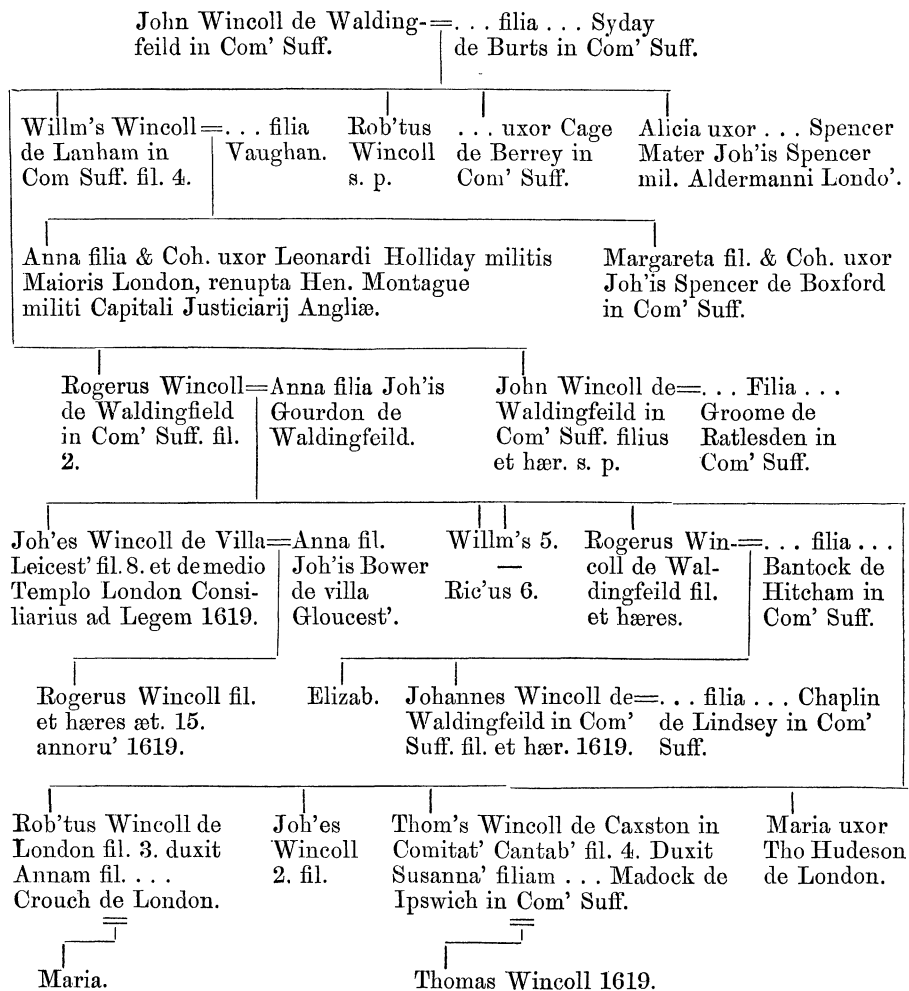 John Wincoll de Walding-=. . . filia . . . Syday
feild in Com' Suff. de Burts in Com' Suff.
Willm's Wincoll=. . . filia
de Lanham in Vaughan.
Com Suff. fil. 4.
Rob'tus
Wincoll
s. p.
. . . uxor Cage
de Berrey in
Com' Suff.
Alicia uxor . . . Spencer
Mater Joh'is Spencer
mil. Aldermanni Londo'.
Anna filia & Coh. uxor Leonardi Holliday militis
Maioris London, renupta Hen. Montague
militi Capitali Justiciarij Angliæ.
Margareta fil. & Coh. uxor
Joh'is Spencer de Boxford
in Com' Suff.
Rogerus Wincoll=Anna filia Joh'is
de Waldingfield Gourdon de
in Com' Suff. fil. Waldingfeild.
2.
John Wincoll de=. . . Filia . . .
Waldingfeild in Groome de
Com' Suff. filius Ratlesden in
et hær. s. p. Com' Suff.
Joh'es Wincoll de Villa=Anna fil.
Leicest' fil. 8. et de medio Joh'is Bower
Templo London Consi- de villa
liarius ad Legem 1619. Gloucest'.
Willm's 5.
—
Ric'us 6.
Rogerus Win-=. . . filia . . .
coll de Wal- Bantock de
dingfeild fil. Hitcham in
et hæres. Com' Suff.
Rogerus Wincoll fil.
et hæres æt. 15.
annoru' 1619.
Elizab.
Johannes Wincoll de=. . . filia . . . Chaplin
Waldingfeild in Com' de Lindsey in Com'
Suff. fil. et hær. 1619. Suff.
Rob'tus Wincoll de
London fil. 3. duxit
Annam fil. . . .
Crouch de London.
Joh'es
Wincoll
2. fil.
Thom's Wincoll de Caxston in
Comitat' Cantab' fil. 4. Duxit
Susanna' filiam . . . Madock de
Ipswich in Com' Suff.
Maria uxor
Tho Hudeson
de London.
Maria.
Thomas Wincoll 1619.